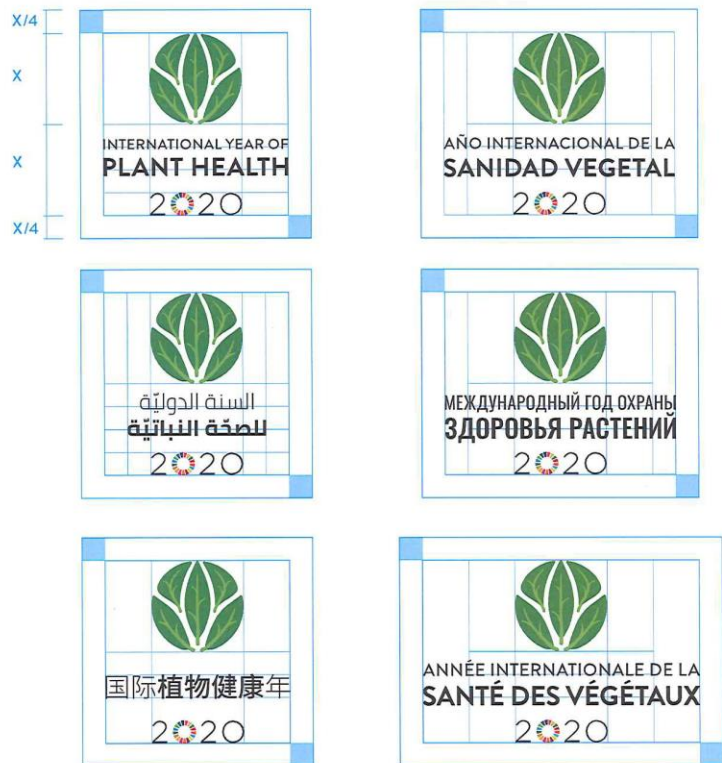 X/4
X
X
X/4
INTERNATIONAL YEAR OF
PLANT HEALTH
2020
AÑO INTERNACIONAL DE LA
SANIDAD VEGETAL
2020
السنة الدوليّة
للصحّة النباتيّة
2020
МЕЖДУНАРОДНЫЙ ГОД ОХРАНЫ
ЗДОРОВЬЯ РАСТЕНИЙ
2020
国际植物健康年
2020
ANNÉE INTERNATIONALE DE LA
SANTÉ DES VÉGÉTAUX
2020